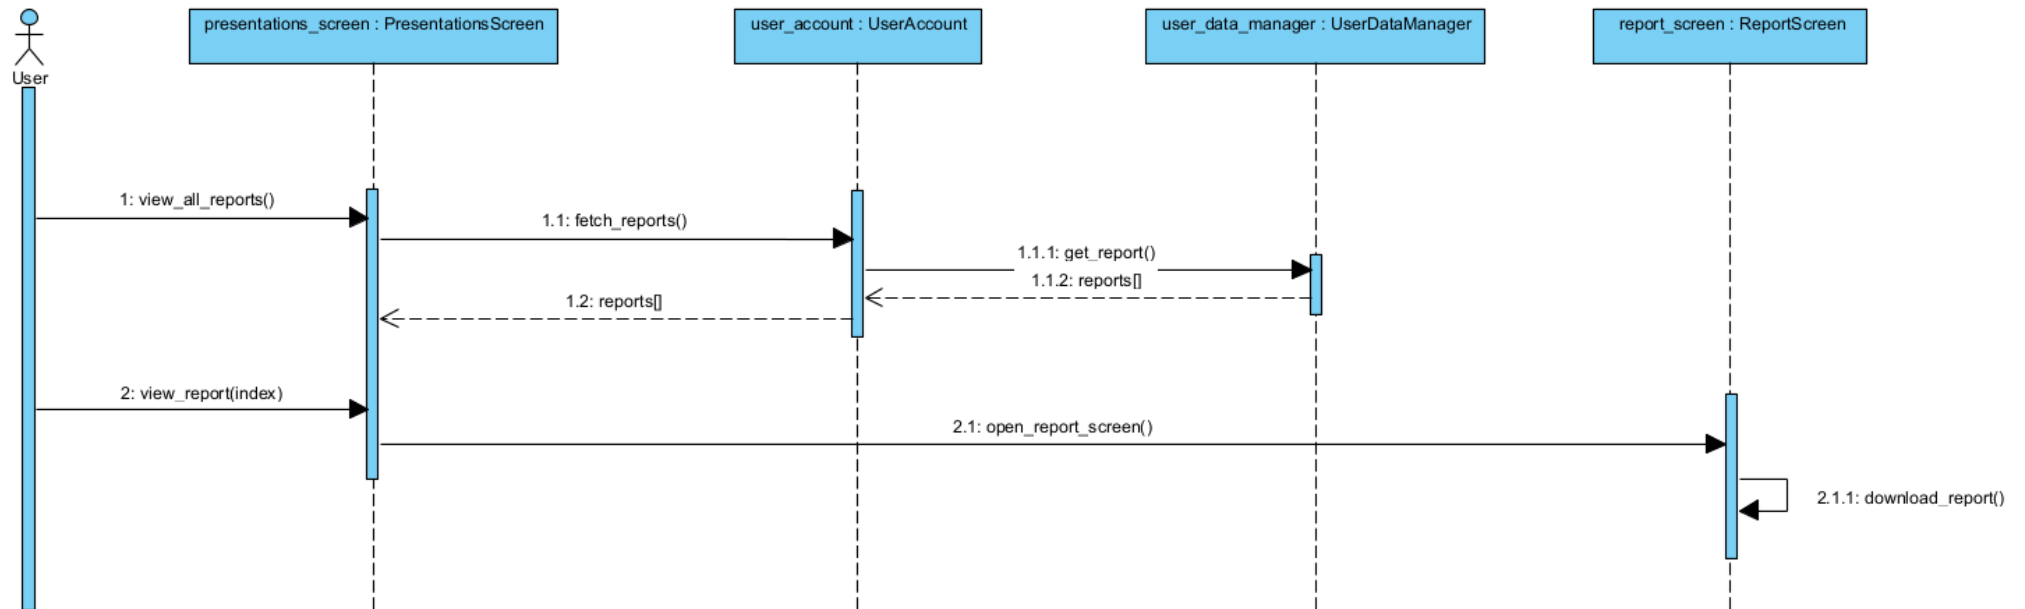 presentations_screen : PresentationsScreen
user_account : UserAccount
user_data_manager : UserDataManager
report_screen : ReportScreen
User
1: view_all_reports()
1.1: fetch_reports()
1.1.1: get_report()
1.1.2: reports[]
1.2: reports[]
2: view_report(index)
2.1: open_report_screen()
2.1.1: download_report()